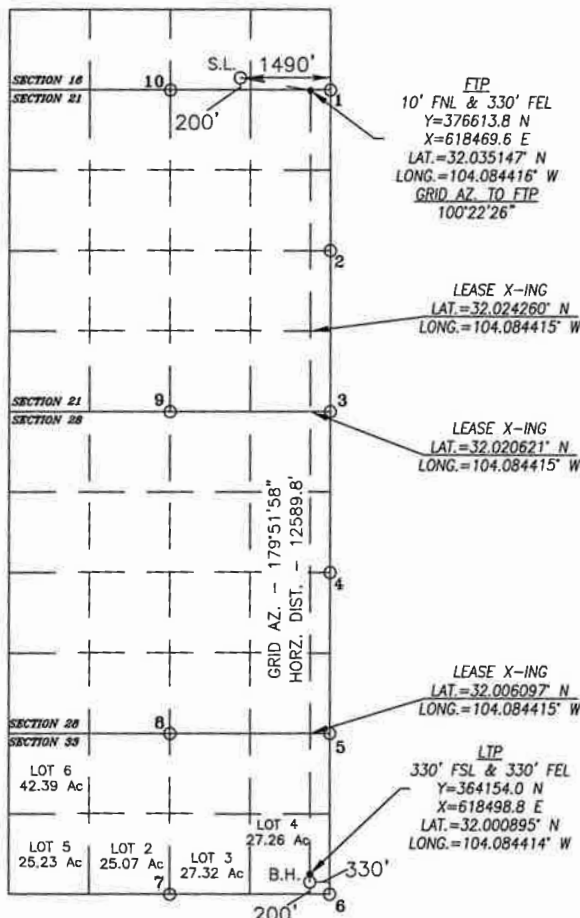 S.L.
1490'
SECTION 16
SECTION 21
10
1
200'
FTP
10' FNL & 330' FEL
Y=376613.8 N
X=618469.6 E
LAT.=32.035147° N
LONG.=104.084416° W
GRID AZ. TO FTP
100°22'26"
2
LEASE X-ING
LAT.=32.024260° N
LONG.=104.084415° W
SECTION 21
SECTION 28
9
3
LEASE X-ING
LAT.=32.020621° N
LONG.=104.084415° W
GRID AZ. - 179°51'58"
HORZ. DIST. - 12589.8'
4
LEASE X-ING
LAT.=32.006097° N
LONG.=104.084415° W
SECTION 28
SECTION 33
8
5
LOT 6
42.39 Ac
LTP
330' FSL & 330' FEL
Y=364154.0 N
X=618498.8 E
LAT.=32.000895° N
LONG.=104.084414° W
LOT 5
25.23 Ac
LOT 2
25.07 Ac
LOT 3
27.32 Ac
LOT 4
27.26 Ac
B.H.
330'
7
200'
6